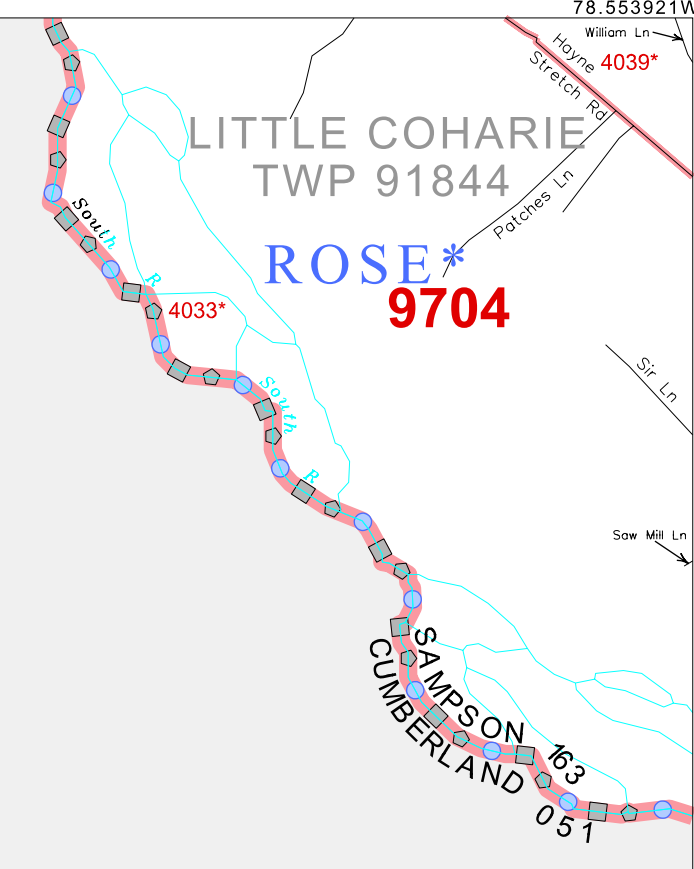 78.553921W
William Ln
Hayne
Stretch Rd
4039*
LITTLE COHARIE
TWP 91844
Patches Ln
South
R
ROSE*
9704
4033*
Sir Ln
South
R
Saw Mill Ln
SAMPSON 163
CUMBERLAND 051